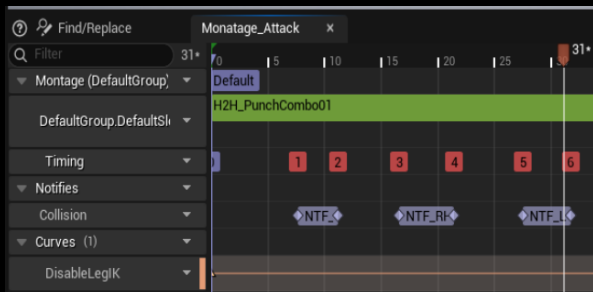 Find/Replace
Monatage_Attack
Filter
31*
0 5 10 15 20 25 31*
Montage (DefaultGroup)
Default
H2H_PunchCombo01
DefaultGroup.DefaultSl
Timing
1 2 3 4 5 6
Notifies
Collision
NTF_ NTF_RH NTF_L
Curves (1)
DisableLegIK